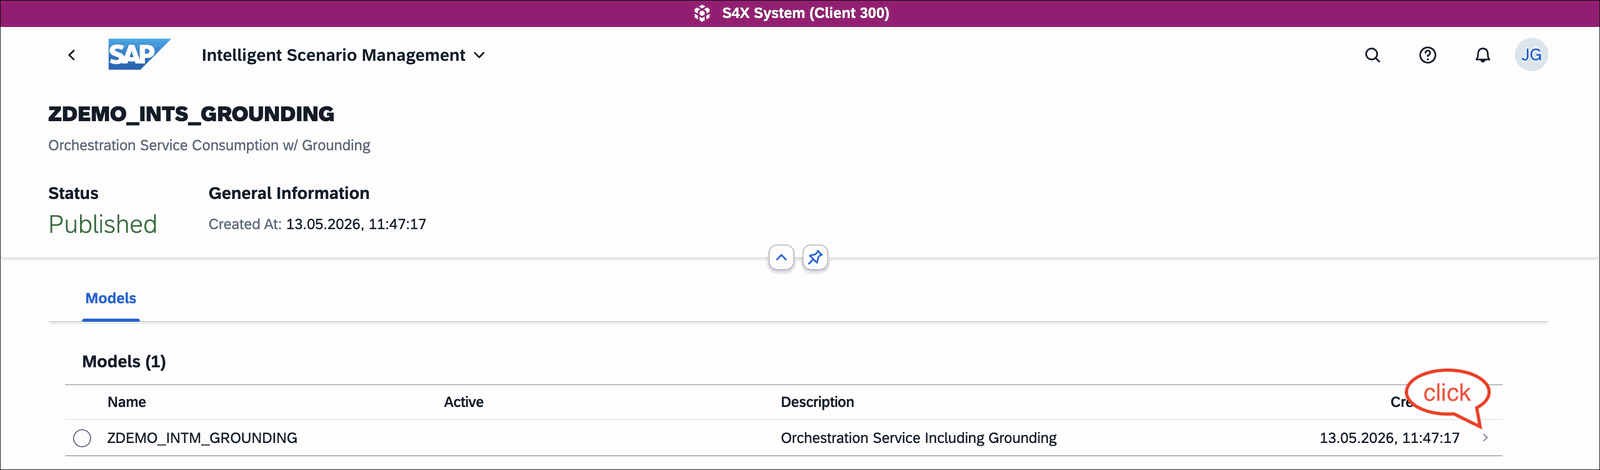 S4X System (Client 300)
SAP Intelligent Scenario Management JG
ZDEMO_INTS_GROUNDING
Orchestration Service Consumption w/ Grounding
Status General Information
Published Created At: 13.05.2026, 11:47:17
Models
Models (1)
click
Name Active Description
ZDEMO_INTM_GROUNDING Orchestration Service Including Grounding 13.05.2026, 11:47:17